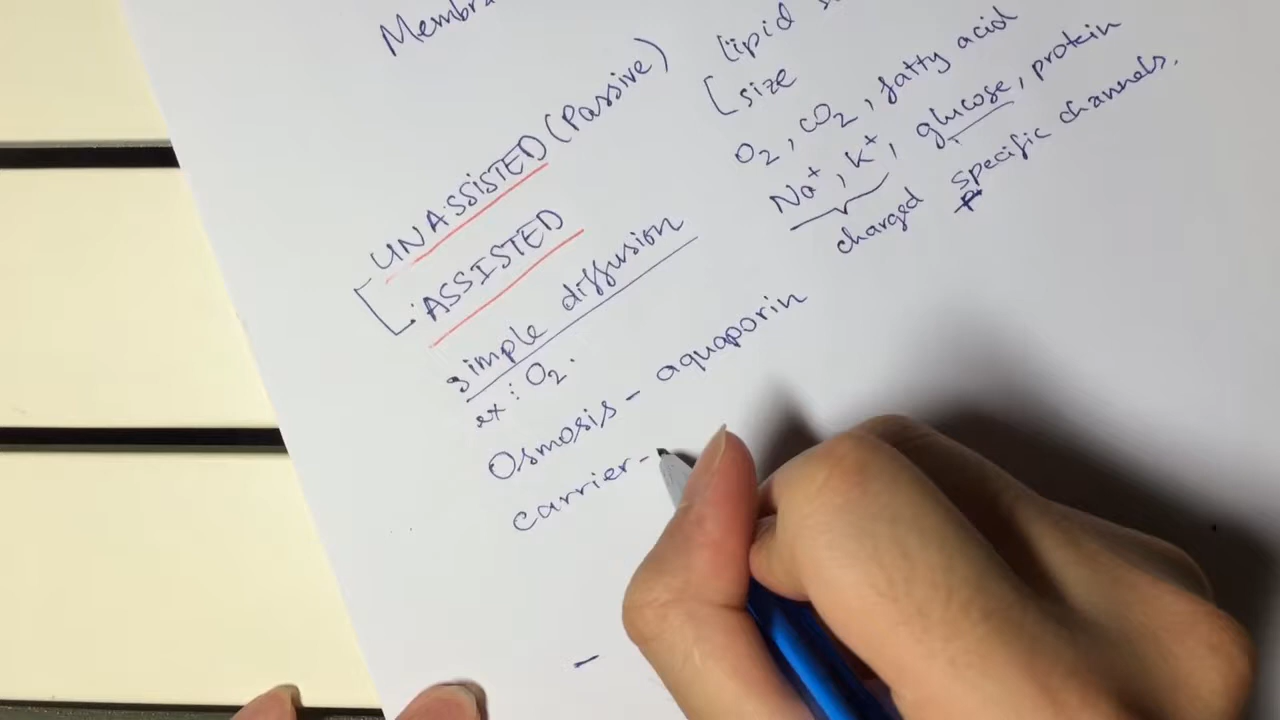 UNASSISTED (Passive)
ASSISTED
simple diffusion
ex: O2.
Osmosis - aquaporin
carrier-
lipid
size
O2, CO2, fatty acid
Na+, K+, glucose, protein
charged
specific channels.